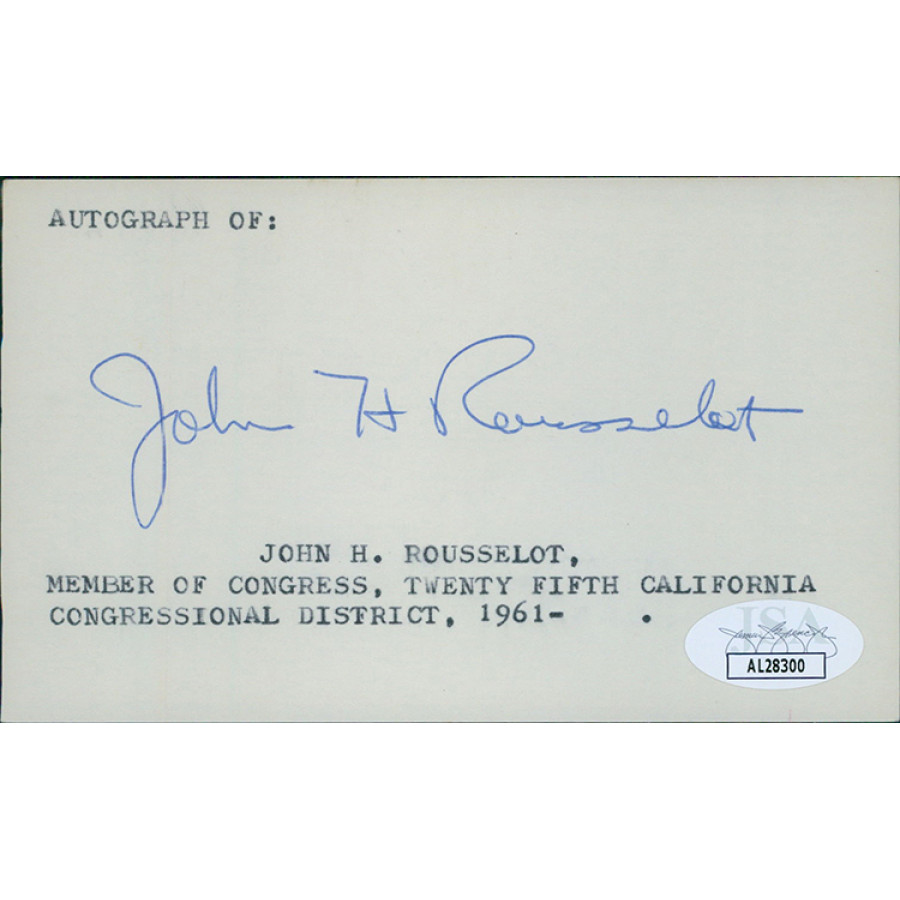 AUTOGRAPH OF:
John H Rousselot
JOHN H. ROUSSELOT,
MEMBER OF CONGRESS, TWENTY FIFTH CALIFORNIA
CONGRESSIONAL DISTRICT, 1961-    .
JSA
AL28300